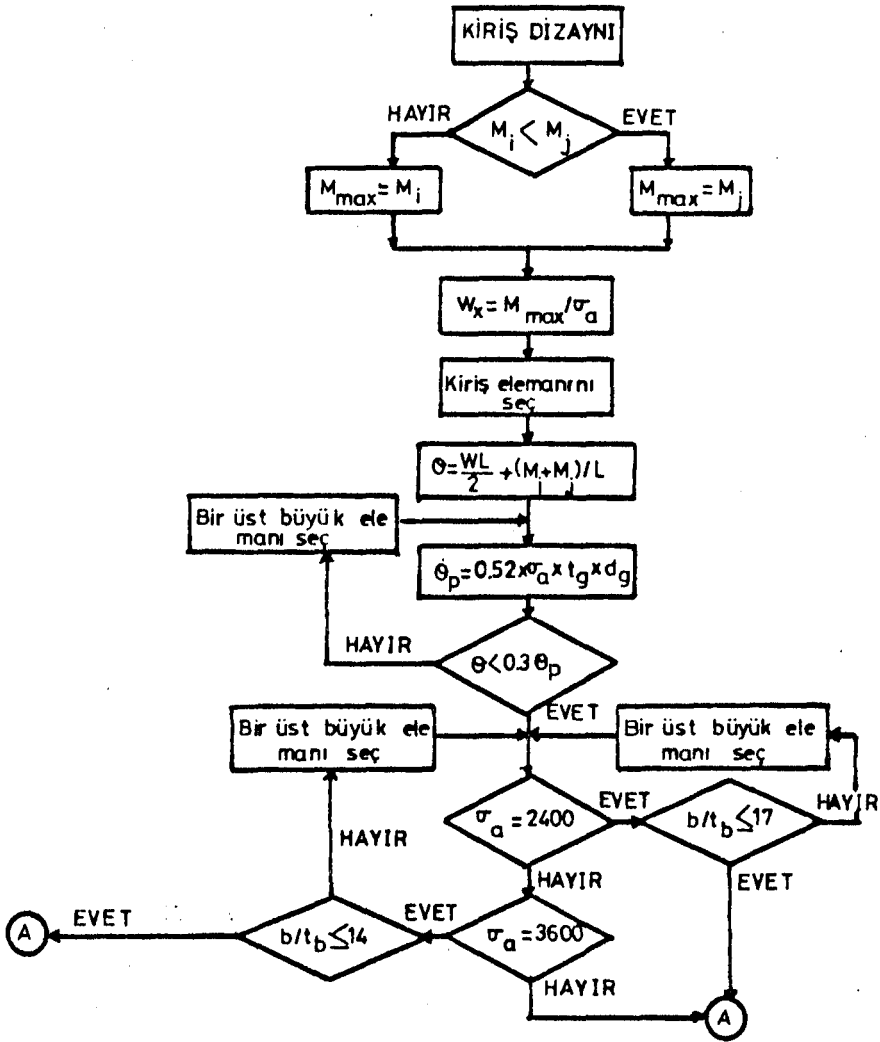 KİRİŞ DİZAYNI
HAYIR
EVET
M_i < M_j
M_max = M_i
M_max = M_j
W_x = M_max/σ_a
Kiriş elemanını
seç
Θ = WL/2 + (M_i + M_j)/L
Bir üst büyük ele
manı seç
Θ_p = 0.52 x σ_a x t_g x d_g
HAYIR
Θ < 0.3 Θ_p
EVET
Bir üst büyük ele
manı seç
Bir üst büyük ele
manı seç
σ_a = 2400
EVET
b/t_b ≤ 17
HAYIR
HAYIR
HAYIR
EVET
A
EVET
b/t_b ≤ 14
EVET
σ_a = 3600
HAYIR
A